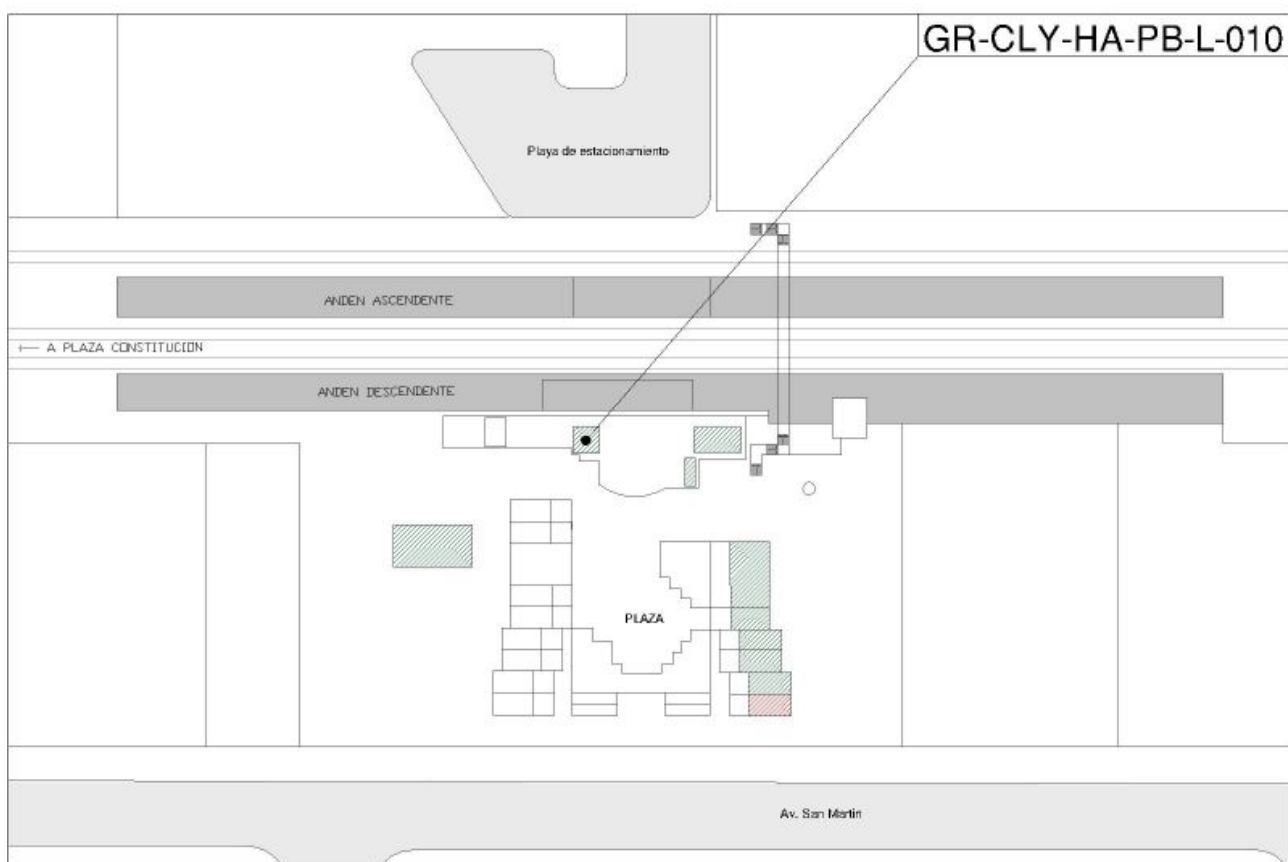 GR-CLY-HA-PB-L-010
Playa de estacionamiento
ANDEN ASCENDENTE
A PLAZA CONSTITUCION
ANDEN DESCENDENTE
PLAZA
Av. San Martin